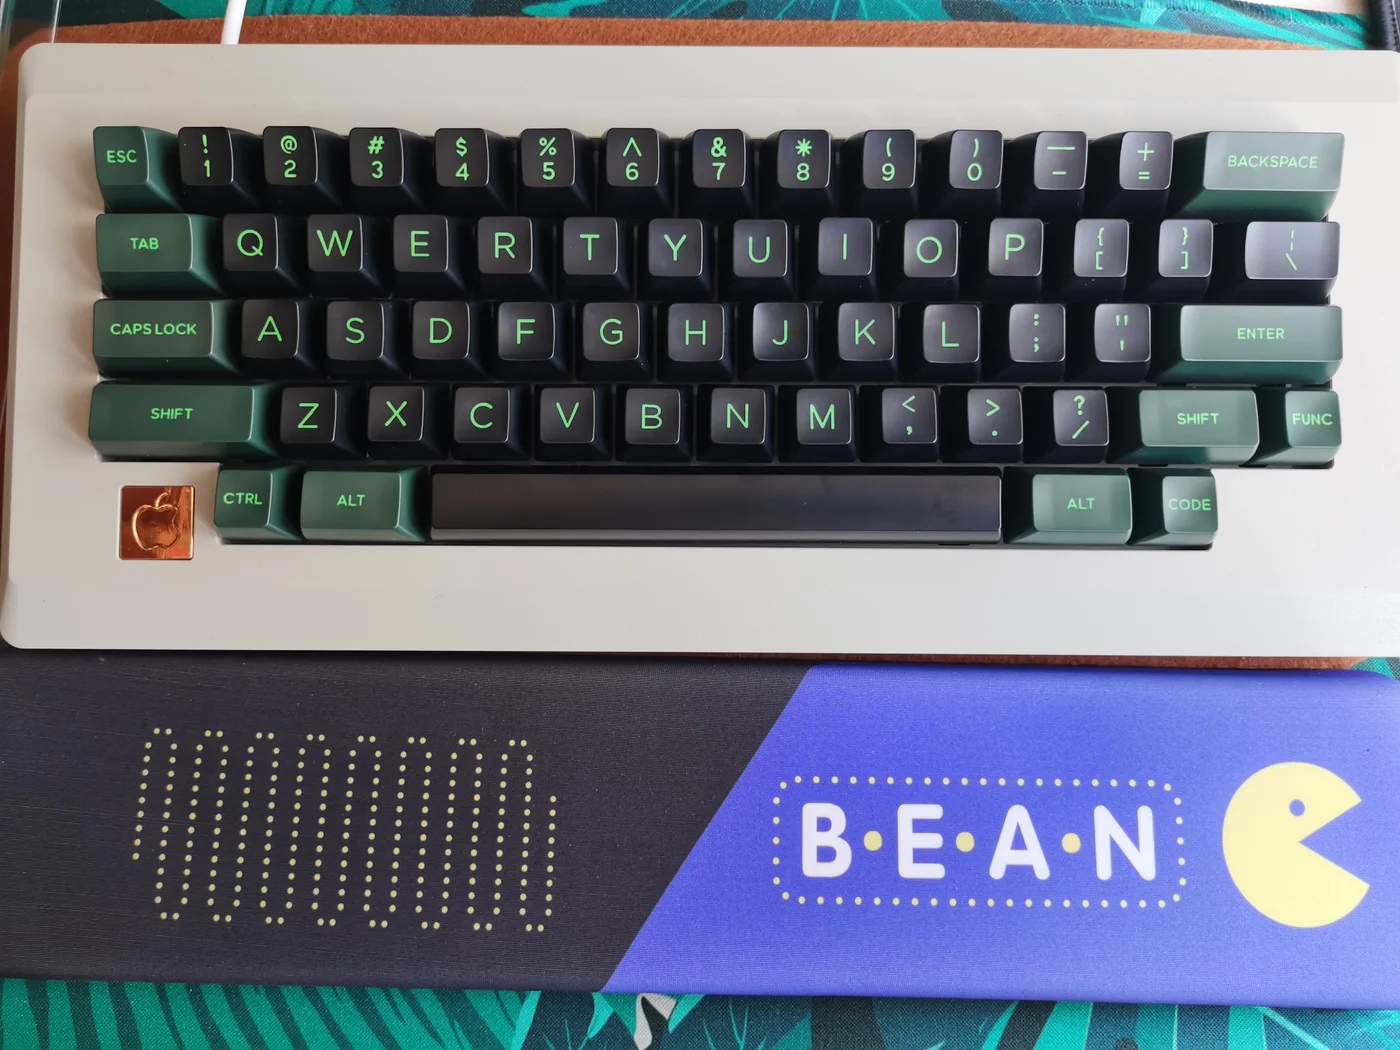 ESC ! 1 @ 2 # 3 $ 4 % 5 ^ 6 & 7 * 8 ( 9 ) 0 — - + = BACKSPACE
TAB Q W E R T Y U I O P { [ } ] ¦ \
CAPS LOCK A S D F G H J K L : ; " ' ENTER
SHIFT Z X C V B N M < , > . ? / SHIFT FUNC
CTRL ALT ALT CODE
B·E·A·N